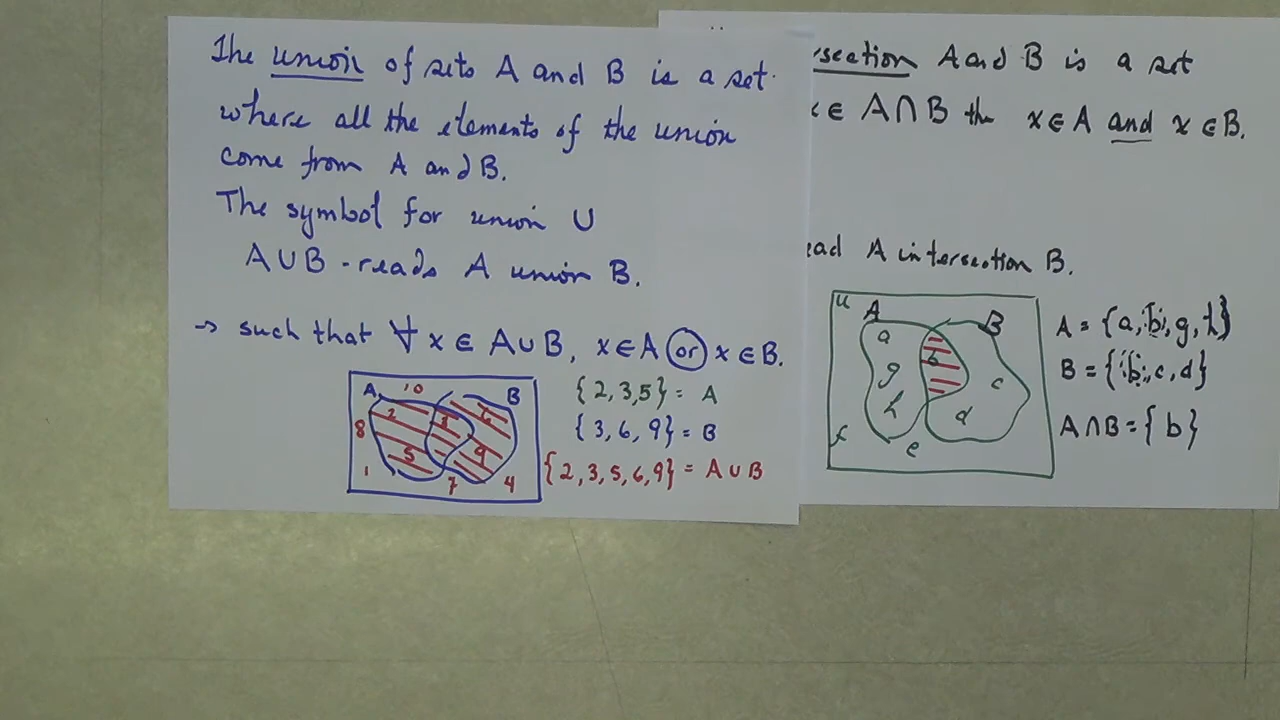 The union of sets A and B is a set
where all the elements of the union
come from A and B.
The symbol for union ∪
A∪B - reads A union B.
→ such that ∀ x ∈ A∪B, x∈A or x ∈ B.
A 10 B
8 2 3 6
5 9
1 7 4
{2, 3, 5} = A
{3, 6, 9} = B
{2, 3, 5, 6, 9} = A ∪ B
section A and B is a set
x ∈ A∩B the x∈A and x ∈ B.
ead A intersection B.
U A B
a b c
g d
h
f e
A = {a, b, g, h}
B = {b, c, d}
A∩B = {b}